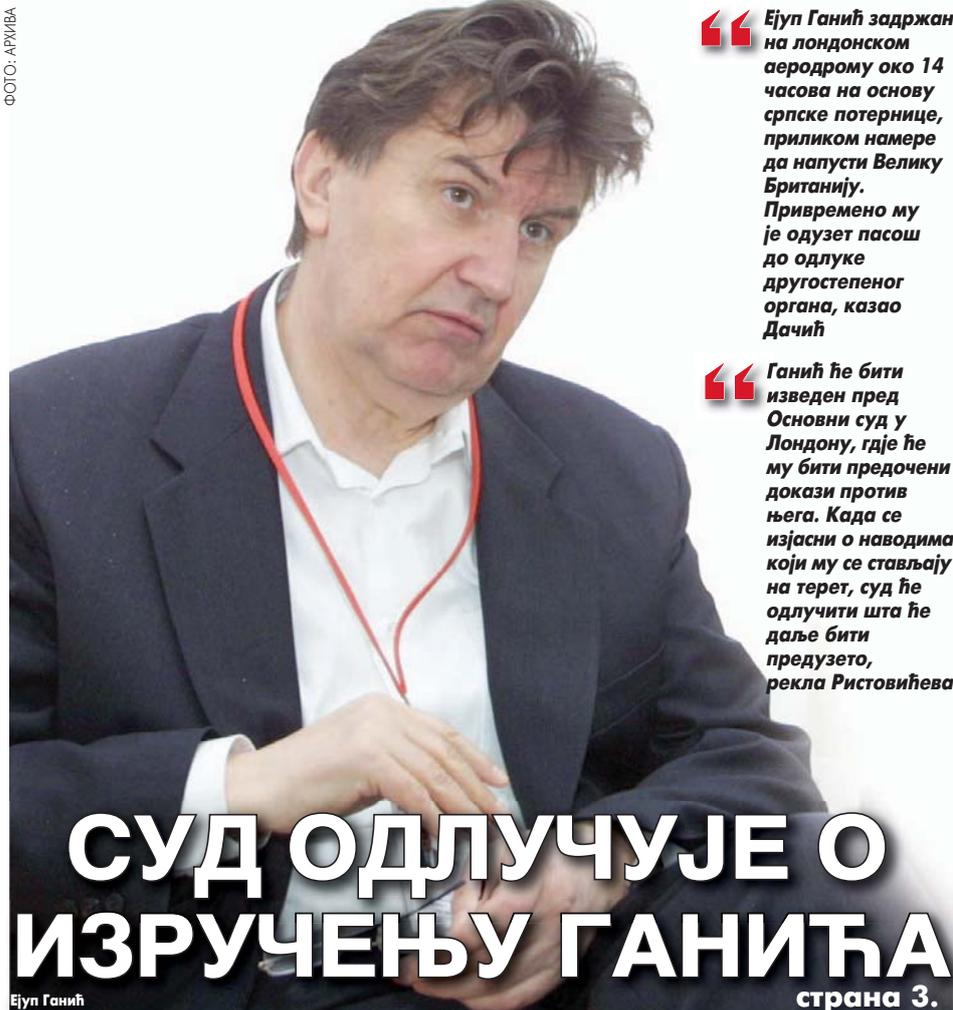 ФОТО: АРХИВА
Ејуп Ганић задржан
на лондонском
аеродрому око 14
часова на основу
српске потернице,
приликом намере
да напусти Велику
Британију.
Привремено му
је одузет пасош
до одлуке
другостепеног
органа, казао
Дачић
Ганић ће бити
изведен пред
Основни суд у
Лондону, гдје ће
му бити предочени
докази против
њега. Када се
изјасни о наводима
који му се стављају
на терет, суд ће
одлучити шта ће
даље бити
предузето,
рекла Ристовићева
СУД ОДЛУЧУЈЕ О
ИЗРУЧЕЊУ ГАНИЋА
Ејуп Ганић
страна 3.